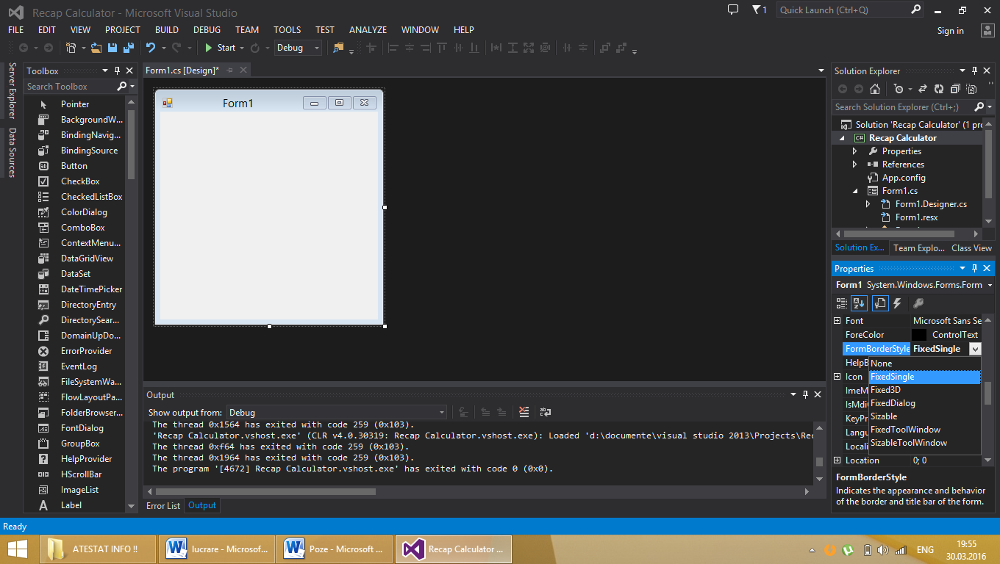 Recap Calculator - Microsoft Visual Studio
1
Quick Launch (Ctrl+Q)
FILE EDIT VIEW PROJECT BUILD DEBUG TEAM TOOLS TEST ANALYZE WINDOW HELP
Sign in
Start
Debug
Server Explorer
Data Sources
Toolbox
Search Toolbox
Pointer
BackgroundW...
BindingNavig...
BindingSource
Button
CheckBox
CheckedListBox
ColorDialog
ComboBox
ContextMenu...
DataGridView
DataSet
DateTimePicker
DirectoryEntry
DirectorySear...
DomainUpDo...
ErrorProvider
EventLog
FileSystemWa...
FlowLayoutPa...
FolderBrowser...
FontDialog
GroupBox
HelpProvider
HScrollBar
ImageList
Label
Form1.cs [Design]*
Form1
Output
Show output from: Debug
The thread 0x1564 has exited with code 259 (0x103).
'Recap Calculator.vshost.exe' (CLR v4.0.30319: Recap Calculator.vshost.exe): Loaded 'd:\documente\visual studio 2013\Projects\Rec
The thread 0xf64 has exited with code 259 (0x103).
The thread 0x1964 has exited with code 259 (0x103).
The program '[4672] Recap Calculator.vshost.exe' has exited with code 0 (0x0).
Error List Output
Solution Explorer
Search Solution Explorer (Ctrl+;)
Solution 'Recap Calculator' (1 pro
C# Recap Calculator
Properties
References
App.config
Form1.cs
Form1.Designer.cs
Form1.resx
Solution Ex... Team Explo... Class View
Properties
Form1 System.Windows.Forms.Form
Font Microsoft Sans Se
ForeColor ControlText
FormBorderStyle FixedSingle
HelpB
None
Icon
FixedSingle
ImeM
Fixed3D
IsMdi
FixedDialog
KeyPr
Sizable
Langu
FixedToolWindow
Locali
SizableToolWindow
Location 0; 0
FormBorderStyle
Indicates the appearance and behavior
of the border and title bar of the form.
Ready
ATESTAT INFO !!
lucrare - Microsof...
Poze - Microsoft ...
Recap Calculator ...
ENG
19:55
30.03.2016